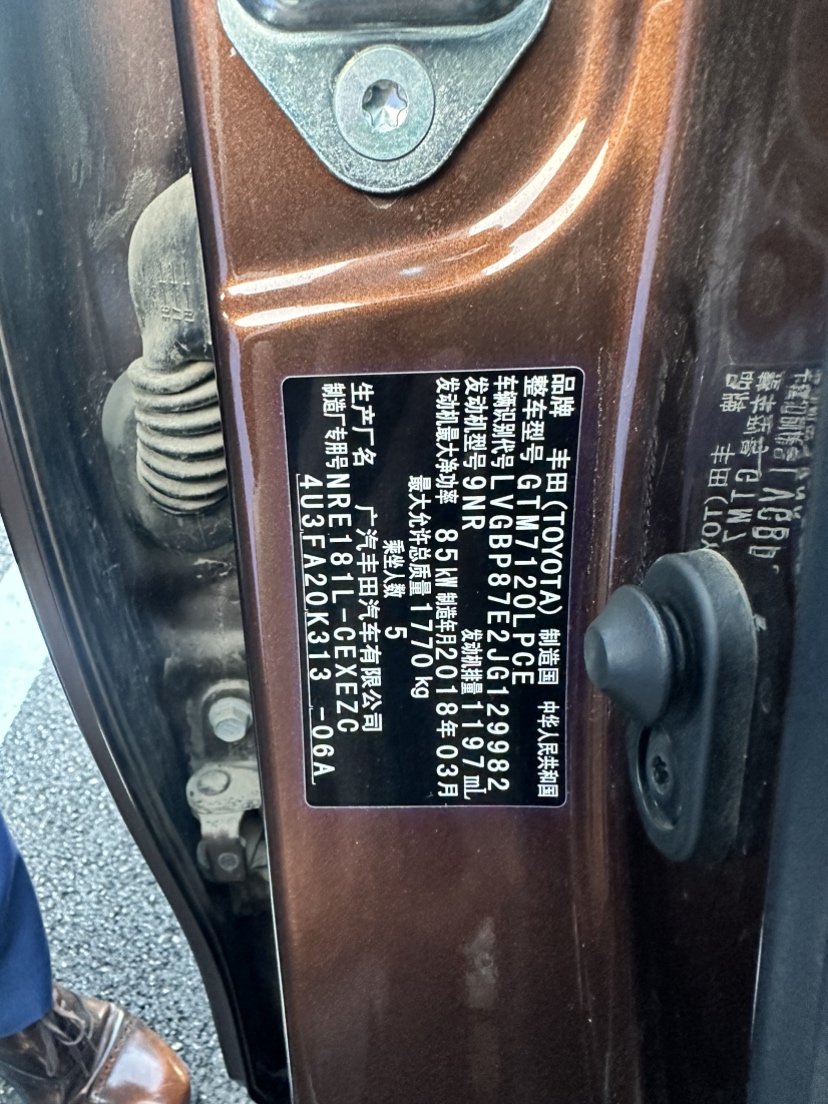 品牌 丰田(TOYOTA) 制造国 中华人民共和国
整车型号 GTM7120LPCE
车辆识别代号 LVGBP87E2JG129982
发动机型号 9NR 发动机排量 1197mL
发动机最大净功率 85kW 制造年月 2018年03月
最大允许总质量 1770kg
乘坐人数 5
生产厂名 广汽丰田汽车有限公司
制造厂专用号 NRE181L-CEXEZC
4U3FA20K313 -06A